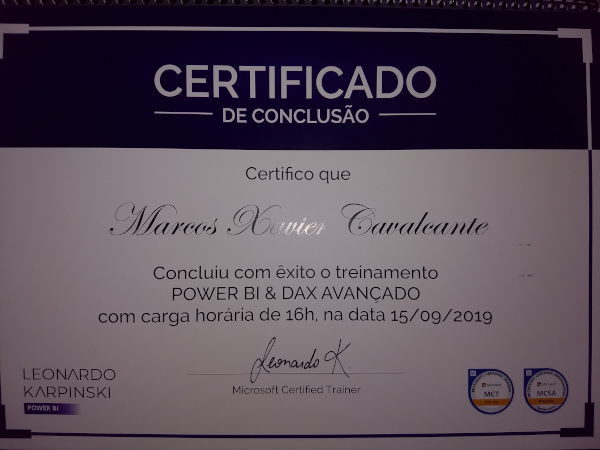 CERTIFICADO
DE CONCLUSÃO
Certifico que
Marcos Xavier Cavalcante
Concluiu com êxito o treinamento
POWER BI & DAX AVANÇADO
com carga horária de 16h, na data 15/09/2019
Leonardo K
Microsoft Certified Trainer
LEONARDO
KARPINSKI
POWER BI
Microsoft
MCT
Microsoft
MCSA